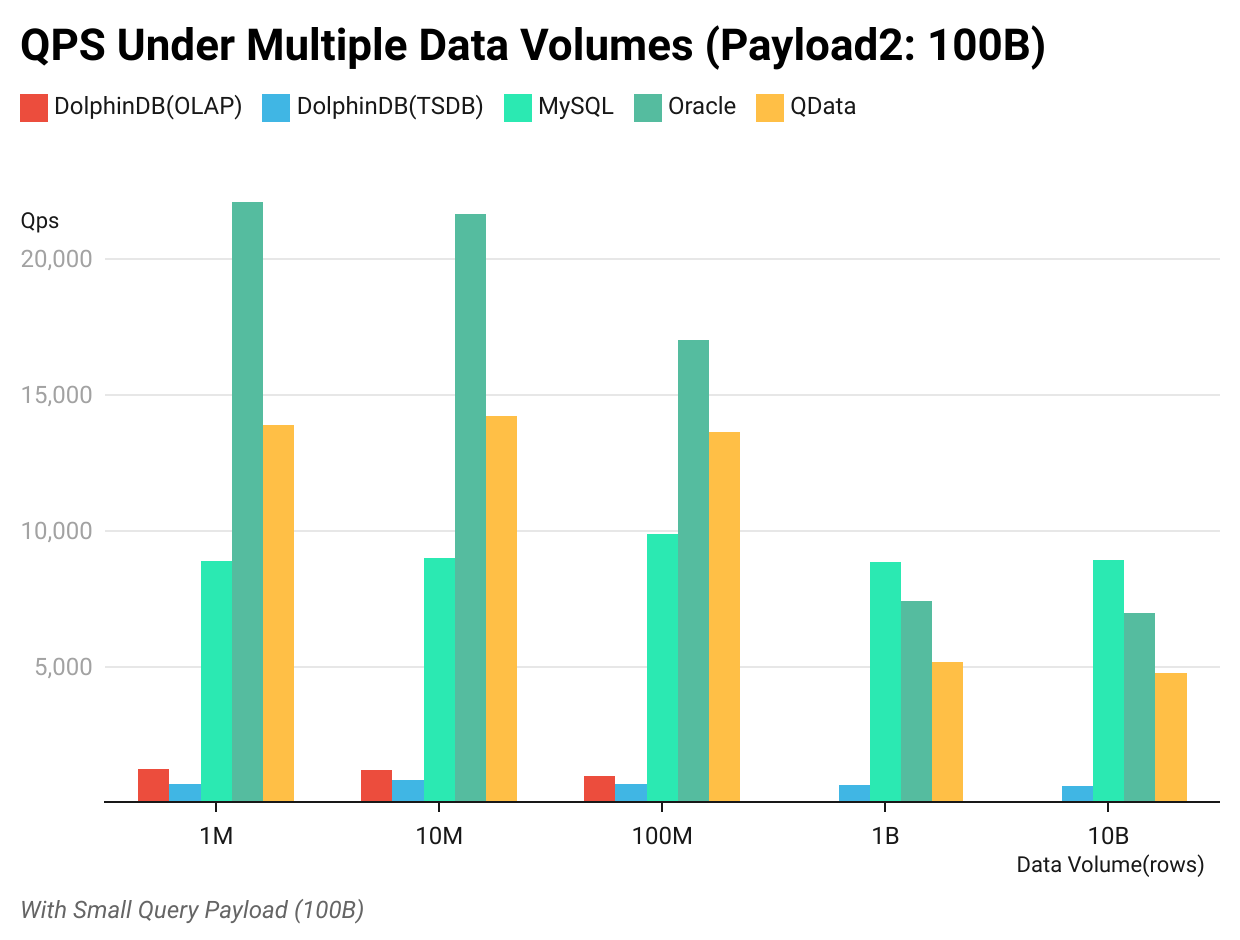 QPS Under Multiple Data Volumes (Payload2: 100B)
DolphinDB(OLAP) DolphinDB(TSDB) MySQL Oracle QData
Qps
20,000
15,000
10,000
5,000
1M 10M 100M 1B 10B
Data Volume(rows)
With Small Query Payload (100B)